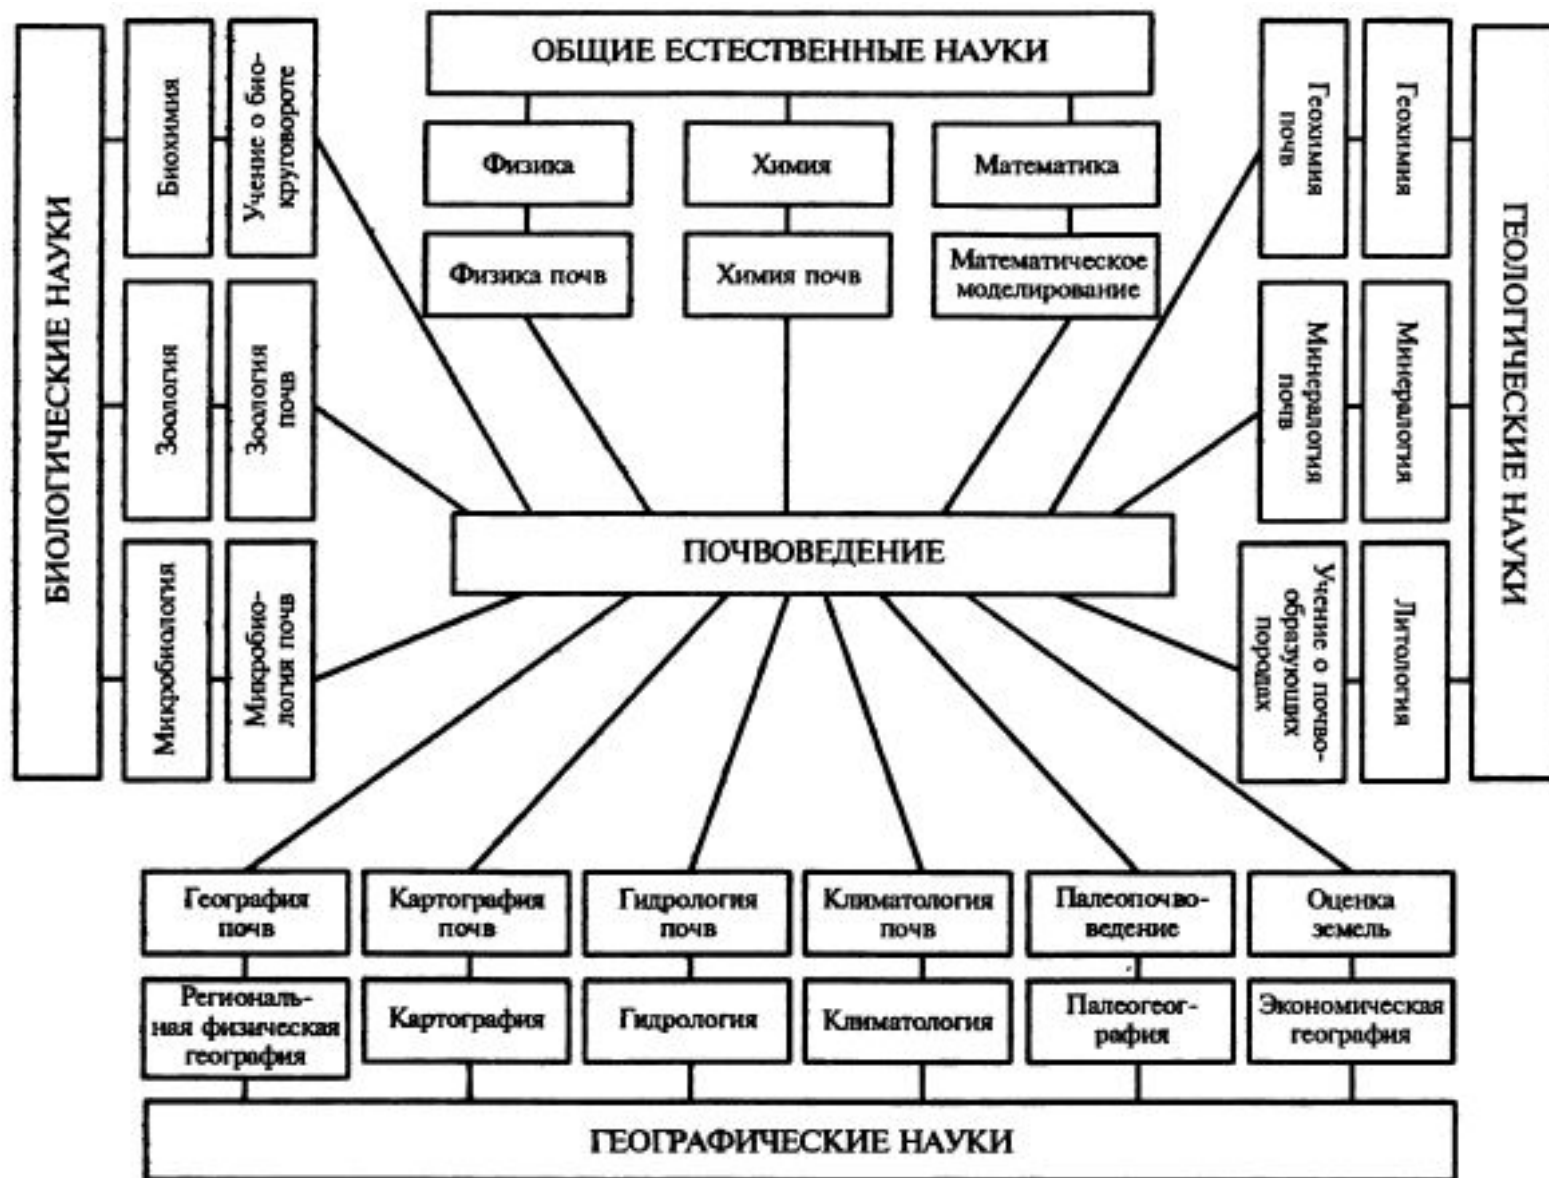 ОБЩИЕ ЕСТЕСТВЕННЫЕ НАУКИ
Физика
Химия
Математика
Физика почв
Химия почв
Математическое
моделирование
БИОЛОГИЧЕСКИЕ НАУКИ
Биохимия
Учение о био-
круговороте
Зоология
Зоология
почв
Микробиология
Микробио-
логия почв
ПОЧВОВЕДЕНИЕ
Геохимия
почв
Геохимия
Минералогия
почв
Минералогия
Учение о почво-
образующих
породах
Литология
ГЕОЛОГИЧЕСКИЕ НАУКИ
География
почв
Картография
почв
Гидрология
почв
Климатология
почв
Палеопочво-
ведение
Оценка
земель
Региональ-
ная физическая
география
Картография
Гидрология
Климатология
Палеогеог-
рафия
Экономическая
география
ГЕОГРАФИЧЕСКИЕ НАУКИ